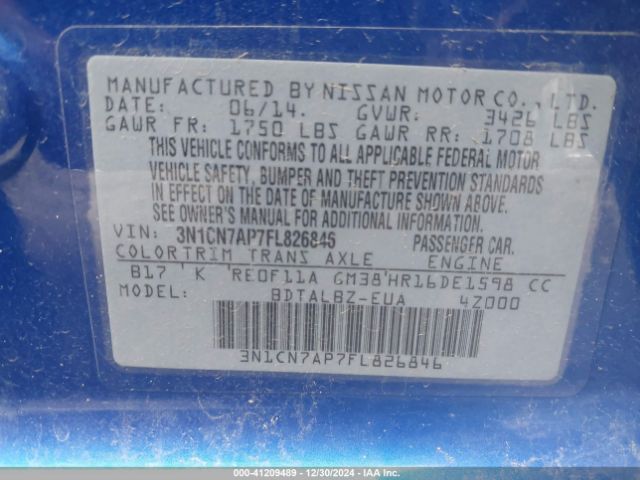 MANUFACTURED BY NISSAN MOTOR CO., LTD.
DATE: 06/14. GVWR: 3426 LBS
GAWR FR: 1750 LBS GAWR RR: 1708 LBS
THIS VEHICLE CONFORMS TO ALL APPLICABLE FEDERAL MOTOR
VEHICLE SAFETY, BUMPER AND THEFT PREVENTION STANDARDS
IN EFFECT ON THE DATE OF MANUFACTURE SHOWN ABOVE.
SEE OWNER'S MANUAL FOR ADDITIONAL INFORMATION.
VIN: 3N1CN7AP7FL826846 PASSENGER CAR.
COLOR TRIM TRANS AXLE ENGINE
B17 K RE0F11A GM38 HR16DE1598 CC
MODEL: BDTALBZ-EUA 4Z000
3N1CN7AP7FL826846
000-41209489 - 12/30/2024 - IAA Inc.